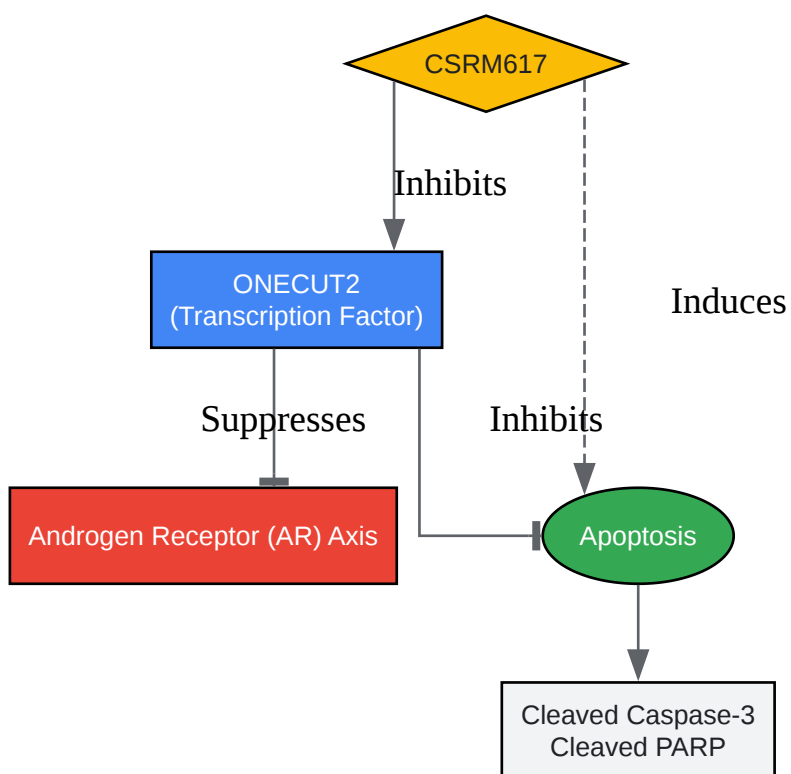 CSRM617
Inhibits
ONECUT2
(Transcription Factor)
Induces
Suppresses
Inhibits
Androgen Receptor (AR) Axis
Apoptosis
Cleaved Caspase-3
Cleaved PARP